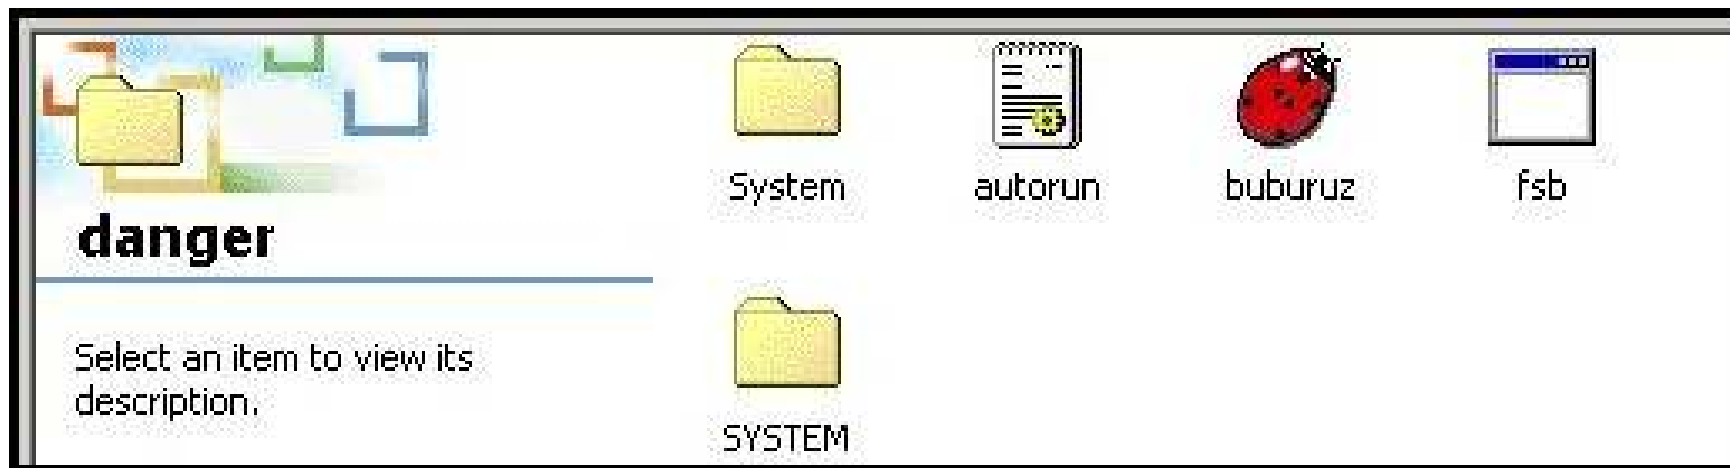 System autorun buburuz fsb
danger
Select an item to view its
description.
SYSTEM